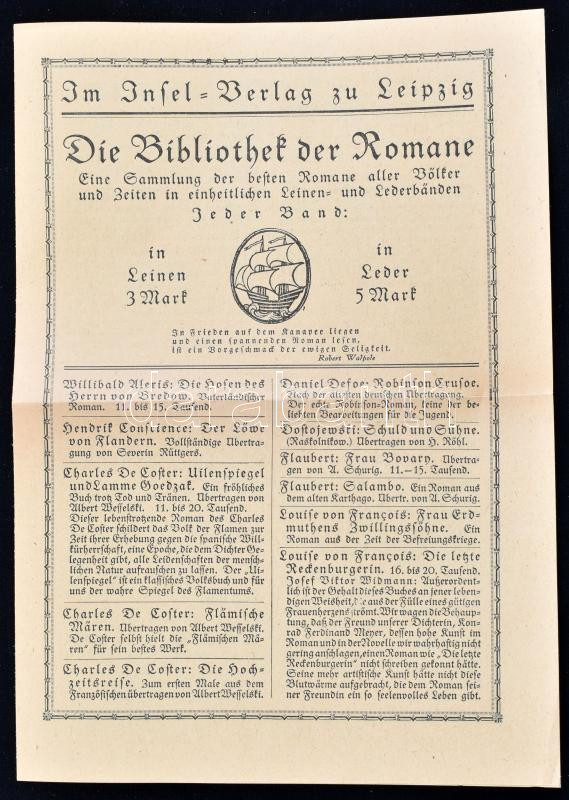 Im Insel-Verlag zu Leipzig
Die Bibliothek der Romane
Eine Sammlung der besten Romane aller Völker
und Zeiten in einheitlichen Leinen- und Lederbänden
Jeder Band:
in
Leinen
3 Mark
in
Leder
5 Mark
In Frieden auf dem Kanapee liegen
und einen spannenden Roman lesen,
ist ein Vorgeschmack der ewigen Seligkeit.
Robert Walpole
Willibald Alexis: Die Hosen des
Herrn von Bredow. Vaterländischer
Roman. 11. bis 15. Tausend.
Hendrik Conscience: Der Löwe
von Flandern. Vollständige Übertra-
gung von Severin Rüttgers.
Charles De Coster: Uilenspiegel
und Lamme Goedzak. Ein fröhliches
Buch trotz Tod und Tränen. Übertragen von
Albert Wesselski. 11. bis 20. Tausend.
Dieser lebenstrotzende Roman des Charles
De Coster schildert das Volk der Flamen zur
Zeit ihrer Erhebung gegen die spanische Will-
kürherrschaft, eine Epoche, die dem Dichter Ge-
legenheit gibt, alle Leidenschaften der mensch-
lichen Natur aufrauschen zu lassen. Der „Ui-
lenspiegel“ ist ein klassisches Volksbuch und für
uns der wahre Spiegel des Flamentums.
Charles De Coster: Flämische
Mären. Übertragen von Albert Wesselski.
De Coster selbst hielt die „Flämischen Mä-
ren“ für sein bestes Werk.
Charles De Coster: Die Hoch-
zeitsreise. Zum ersten Male aus dem
Französischen übertragen von Albert Wesselski.
Daniel Defoe: Robinson Crusoe.
Nach der ältesten deutschen Übertragung.
Der echte Robinson-Roman, keine der be-
liebten Bearbeitungen für die Jugend.
Dostojewski: Schuld und Sühne.
(Raskolnikow.) Übertragen von H. Röhl.
Flaubert: Frau Bovary. Übertra-
gen von A. Schurig. 11.—15. Tausend.
Flaubert: Salambo. Ein Roman aus
dem alten Karthago. Übertr. von A. Schurig.
Louise von François: Frau Erd-
muthens Zwillingssöhne. Ein
Roman aus der Zeit der Befreiungskriege.
Louise von François: Die letzte
Reckenburgerin. 16. bis 20. Tausend.
Josef Viktor Widmann: Außerordent-
lich ist der Gehalt dieses Buches an jener leben-
digen Weisheit, die aus der Fülle eines gütigen
Frauenherzens strömt. Wir wagen die Behaup-
tung, daß der Freund unserer Dichterin, Kon-
rad Ferdinand Meyer, dessen hohe Kunst im
Roman und in der Novelle wir wahrhaftig nicht
gering anschlagen, einen Roman wie „Die letzte
Reckenburgerin“ nicht schreiben gekonnt hätte.
Seine mehr artistische Kunst hätte nicht diese
Blutwärme aufgebracht, die dem Roman sei-
ner Freundin ein so seelenvolles Leben gibt.